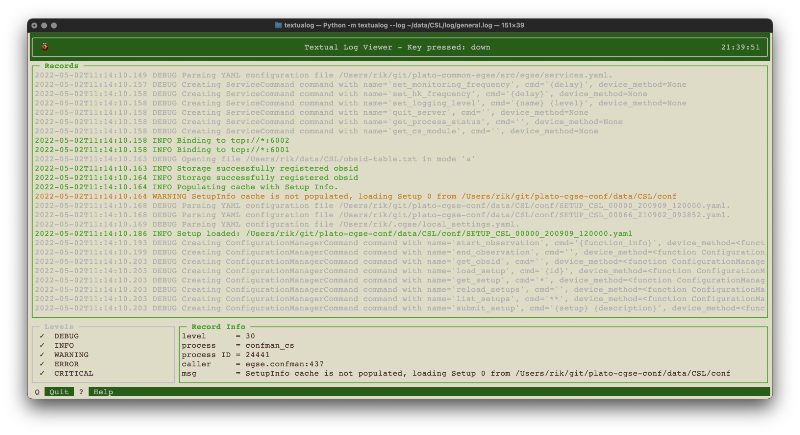 textualog — Python -m textualog --log ~/data/CSL/log/general.log — 151×39
Textual Log Viewer – Key pressed: down 21:39:51
Records
2022-05-02T11:14:10.149 DEBUG Parsing YAML configuration file /Users/rik/git/plato-common-egse/src/egse/services.yaml.
2022-05-02T11:14:10.157 DEBUG Creating ServiceCommand command with name='set_monitoring_frequency', cmd='{delay}', device_method=None
2022-05-02T11:14:10.158 DEBUG Creating ServiceCommand command with name='set_hk_frequency', cmd='{delay}', device_method=None
2022-05-02T11:14:10.158 DEBUG Creating ServiceCommand command with name='set_logging_level', cmd='{name} {level}', device_method=None
2022-05-02T11:14:10.158 DEBUG Creating ServiceCommand command with name='quit_server', cmd='', device_method=None
2022-05-02T11:14:10.158 DEBUG Creating ServiceCommand command with name='get_process_status', cmd='', device_method=None
2022-05-02T11:14:10.158 DEBUG Creating ServiceCommand command with name='get_cs_module', cmd='', device_method=None
2022-05-02T11:14:10.158 INFO Binding to tcp://*:6002
2022-05-02T11:14:10.158 INFO Binding to tcp://*:6001
2022-05-02T11:14:10.163 DEBUG Opening file /Users/rik/data/CSL/obsid-table.txt in mode 'a'
2022-05-02T11:14:10.163 INFO Storage successfully registered obsid
2022-05-02T11:14:10.164 INFO Storage successfully registered obsid
2022-05-02T11:14:10.164 INFO Populating cache with Setup Info.
2022-05-02T11:14:10.164 WARNING SetupInfo cache is not populated, loading Setup 0 from /Users/rik/git/plato-cgse-conf/data/CSL/conf
2022-05-02T11:14:10.168 DEBUG Parsing YAML configuration file /Users/rik/git/plato-cgse-conf/data/CSL/conf/SETUP_CSL_00000_200909_120000.yaml.
2022-05-02T11:14:10.168 DEBUG Parsing YAML configuration file /Users/rik/git/plato-cgse-conf/data/CSL/conf/SETUP_CSL_00066_210902_093852.yaml.
2022-05-02T11:14:10.169 DEBUG Parsing YAML configuration file /Users/rik/.cgse/local_settings.yaml.
2022-05-02T11:14:10.186 INFO Setup loaded: /Users/rik/git/plato-cgse-conf/data/CSL/conf/SETUP_CSL_00000_200909_120000.yaml
2022-05-02T11:14:10.193 DEBUG Creating ConfigurationManagerCommand command with name='start_observation', cmd='{function_info}', device_method=<funct
2022-05-02T11:14:10.199 DEBUG Creating ConfigurationManagerCommand command with name='end_observation', cmd='', device_method=<function Configuration
2022-05-02T11:14:10.203 DEBUG Creating ConfigurationManagerCommand command with name='get_obsid', cmd='', device_method=<function ConfigurationManage
2022-05-02T11:14:10.203 DEBUG Creating ConfigurationManagerCommand command with name='load_setup', cmd='{id}', device_method=<function ConfigurationM
2022-05-02T11:14:10.203 DEBUG Creating ConfigurationManagerCommand command with name='get_setup', cmd='*', device_method=<function ConfigurationManag
2022-05-02T11:14:10.203 DEBUG Creating ConfigurationManagerCommand command with name='reload_setups', cmd='', device_method=<function Configuration
2022-05-02T11:14:10.203 DEBUG Creating ConfigurationManagerCommand command with name='list_setups', cmd='**', device_method=<function ConfigurationMa
2022-05-02T11:14:10.203 DEBUG Creating ConfigurationManagerCommand command with name='submit_setup', cmd='{setup} {description}', device_method=<func
Levels
✓ DEBUG
✓ INFO
✓ WARNING
✓ ERROR
✓ CRITICAL
Record Info
level = 30
process = confman_cs
process ID = 24441
caller = egse.confman:437
msg = SetupInfo cache is not populated, loading Setup 0 from /Users/rik/git/plato-cgse-conf/data/CSL/conf
Q Quit ? Help